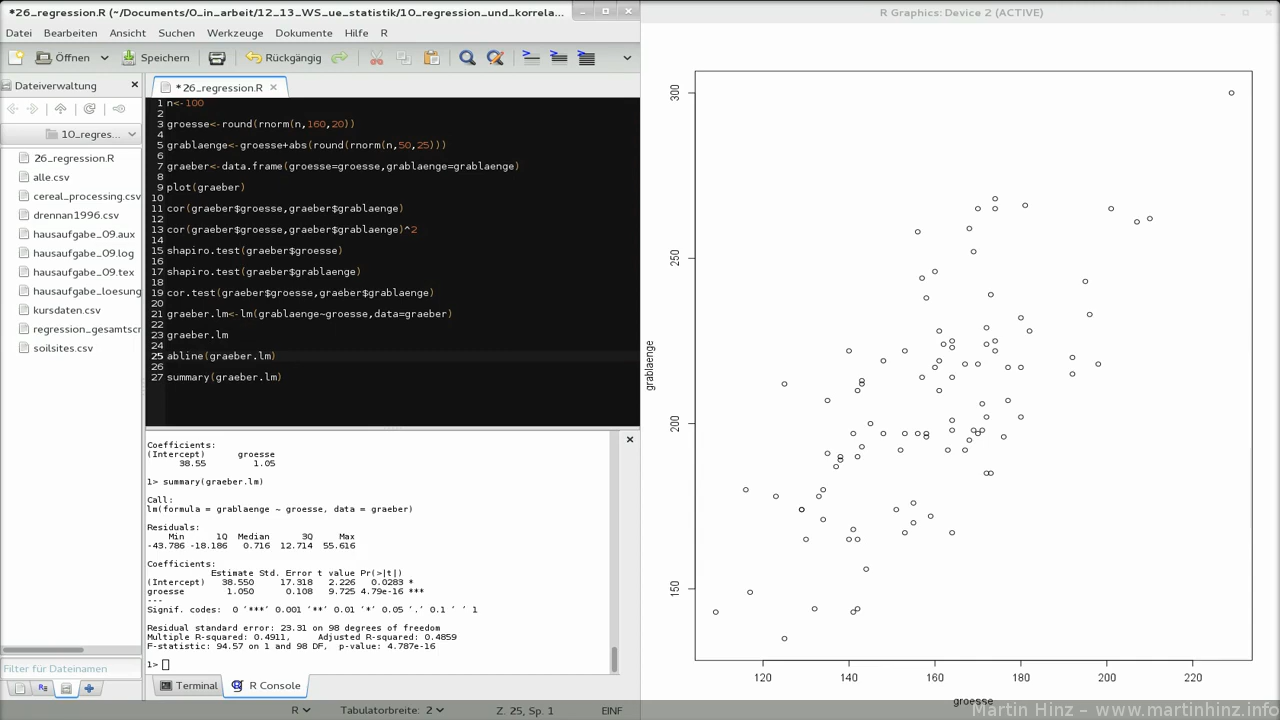 *26_regression.R (~/Documents/0_in_arbeit/12_13_WS_ue_statistik/10_regression_und_korrela...
R Graphics: Device 2 (ACTIVE)
Datei Bearbeiten Ansicht Suchen Werkzeuge Dokumente Hilfe R
Öffnen Speichern Rückgängig
Dateiverwaltung
*26_regression.R
10_regres...
26_regression.R
alle.csv
cereal_processing.csv
drennan1996.csv
hausaufgabe_09.aux
hausaufgabe_09.log
hausaufgabe_09.tex
hausaufgabe_loesung
kursdaten.csv
regression_gesamtscr
soilsites.csv
Filter für Dateinamen
1 n<-100
2
3 groesse<-round(rnorm(n,160,20))
4
5 grablaenge<-groesse+abs(round(rnorm(n,50,25)))
6
7 graeber<-data.frame(groesse=groesse,grablaenge=grablaenge)
8
9 plot(graeber)
10
11 cor(graeber$groesse,graeber$grablaenge)
12
13 cor(graeber$groesse,graeber$grablaenge)^2
14
15 shapiro.test(graeber$groesse)
16
17 shapiro.test(graeber$grablaenge)
18
19 cor.test(graeber$groesse,graeber$grablaenge)
20
21 graeber.lm<-lm(grablaenge~groesse,data=graeber)
22
23 graeber.lm
24
25 abline(graeber.lm)
26
27 summary(graeber.lm)
Coefficients:
(Intercept) groesse
38.55 1.05
1> summary(graeber.lm)
Call:
lm(formula = grablaenge ~ groesse, data = graeber)
Residuals:
Min 1Q Median 3Q Max
-43.786 -18.186 0.716 12.714 55.616
Coefficients:
Estimate Std. Error t value Pr(>|t|)
(Intercept) 38.550 17.318 2.226 0.0283 *
groesse 1.050 0.108 9.725 4.79e-16 ***
---
Signif. codes: 0 ‘***’ 0.001 ‘**’ 0.01 ‘*’ 0.05 ‘.’ 0.1 ‘ ’ 1
Residual standard error: 23.31 on 98 degrees of freedom
Multiple R-squared: 0.4911, Adjusted R-squared: 0.4859
F-statistic: 94.57 on 1 and 98 DF, p-value: 4.787e-16
1>
Terminal R Console
R Tabulatorbreite: 2 Z. 25, Sp. 1 EINF
300
250
200
150
grablaenge
120 140 160 180 200 220
groesse
Martin Hinz - www.martinhinz.info